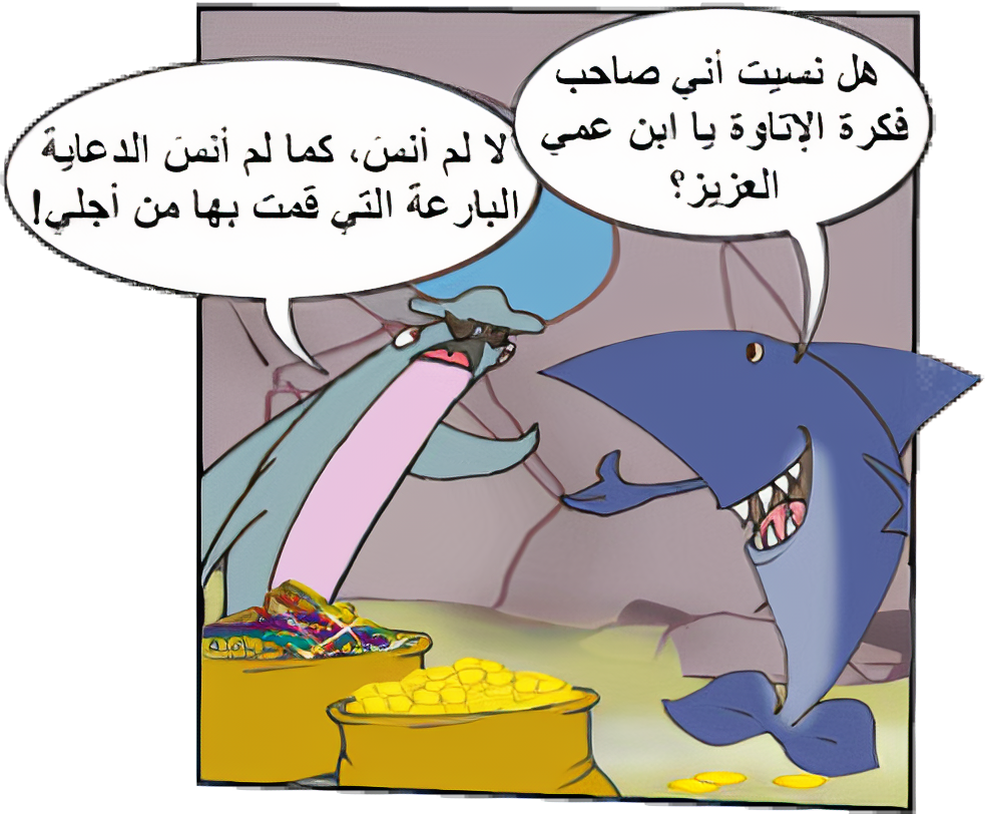 هل نسيت أني صاحب
فكرة الإتاوة يا ابن عمي
العزيز؟
لا لم أنسَ، كما لم أنسَ الدعاية
البارعة التي قمت بها من أجلي!